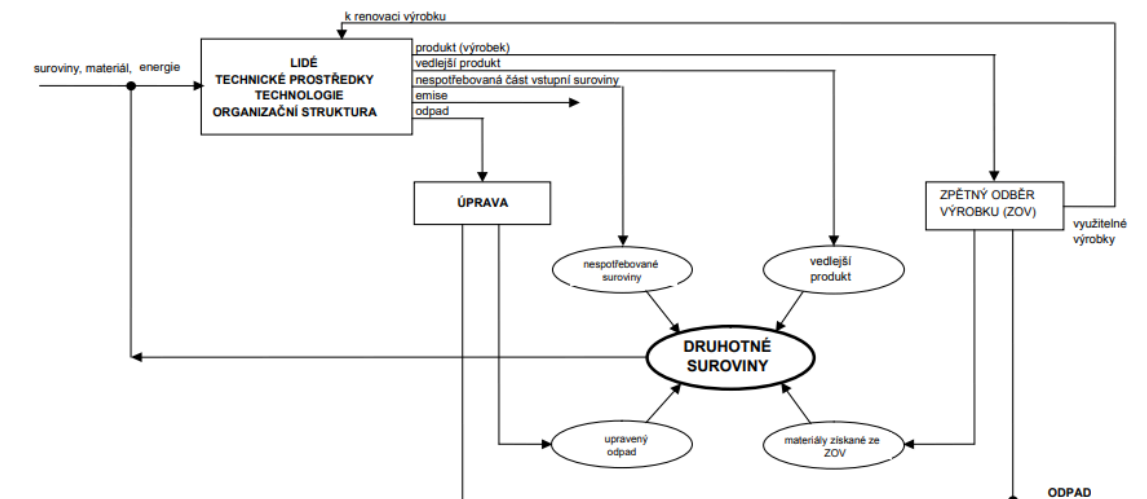 k renovaci výrobku
suroviny, materiál, energie
LIDÉ
TECHNICKÉ PROSTŘEDKY
TECHNOLOGIE
ORGANIZAČNÍ STRUKTURA
produkt (výrobek)
vedlejší produkt
nespotřebovaná část vstupní suroviny
emise
odpad
ÚPRAVA
ZPĚTNÝ ODBĚR
VÝROBKU (ZOV)
využitelné
výrobky
nespotřebované
suroviny
vedlejší
produkt
DRUHOTNÉ
SUROVINY
upravený
odpad
materiály získané ze
ZOV
ODPAD